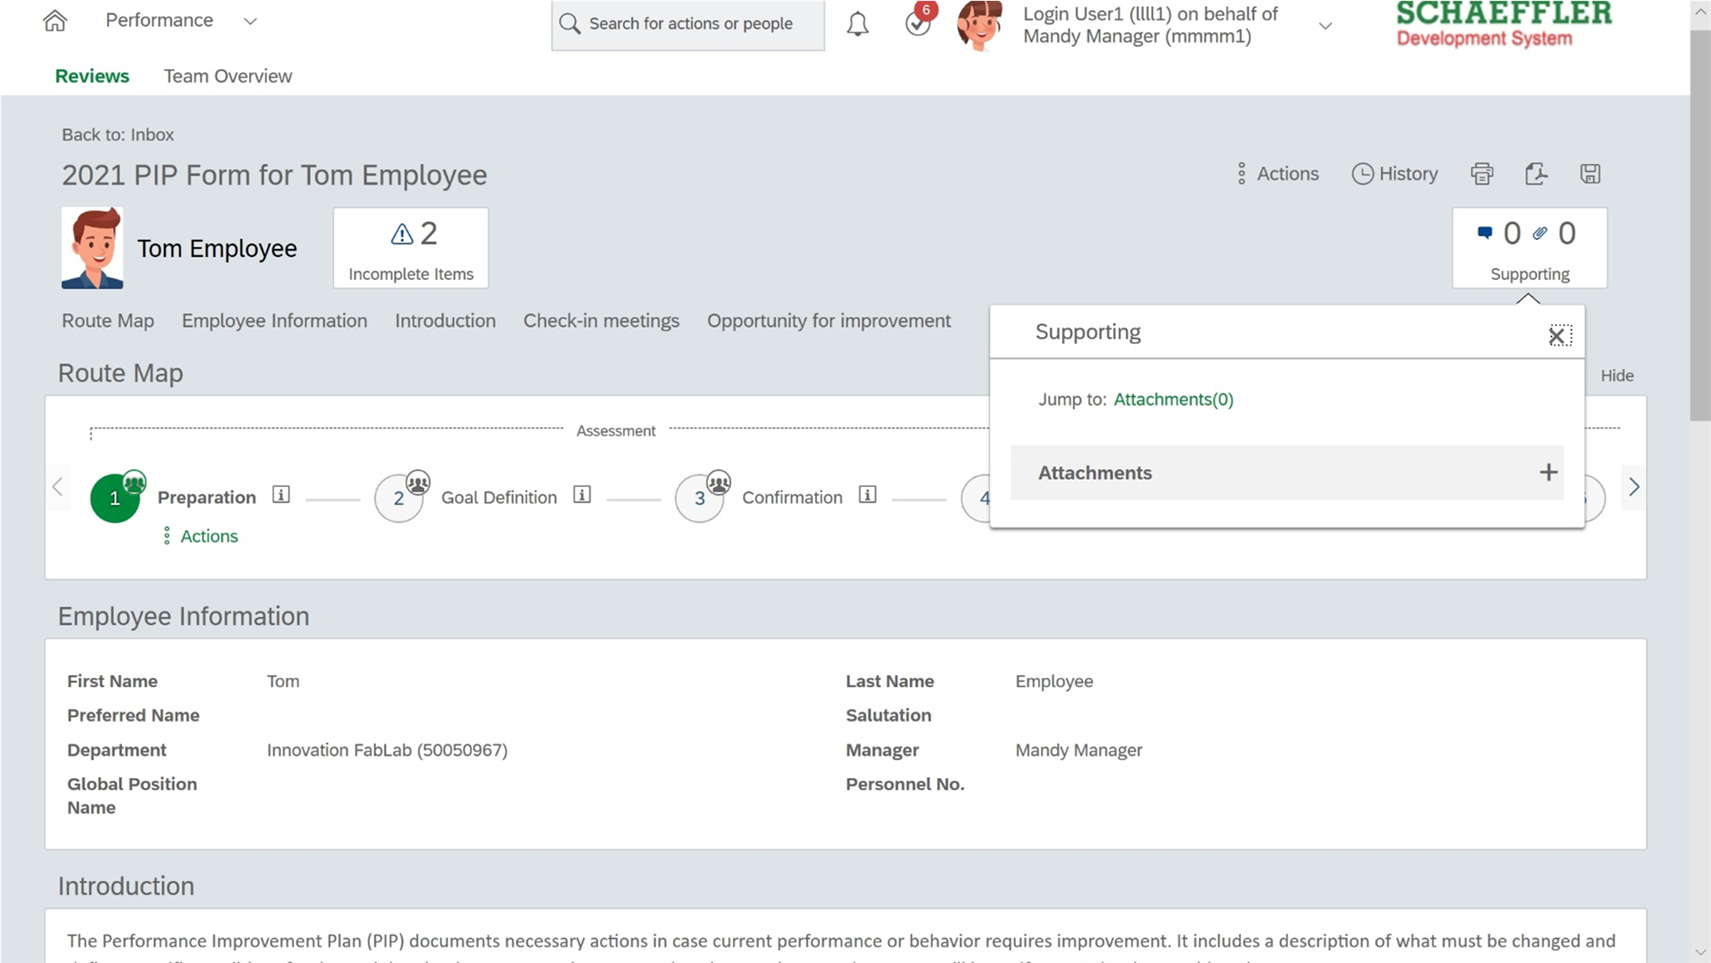 Performance
Search for actions or people
6
Login User1 (llll1) on behalf of
Mandy Manager (mmmm1)
SCHAEFFLER
Development System
Reviews
Team Overview
Back to: Inbox
2021 PIP Form for Tom Employee
Actions
History
Tom Employee
2
Incomplete Items
0
0
Supporting
Route Map
Employee Information
Introduction
Check-in meetings
Opportunity for improvement
Supporting
Jump to: Attachments(0)
Attachments
Route Map
Hide
Assessment
1
Preparation
2
Goal Definition
3
Confirmation
4
Actions
Employee Information
First Name
Tom
Last Name
Employee
Preferred Name
Salutation
Department
Innovation FabLab (50050967)
Manager
Mandy Manager
Global Position
Name
Personnel No.
Introduction
The Performance Improvement Plan (PIP) documents necessary actions in case current performance or behavior requires improvement. It includes a description of what must be changed and